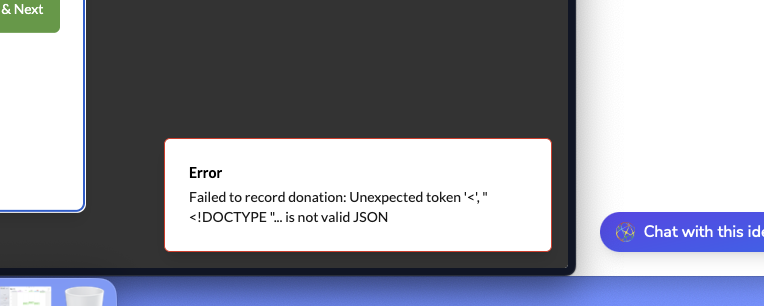 & Next
Error
Failed to record donation: Unexpected token '<', "
<!DOCTYPE "... is not valid JSON
Chat with this ide